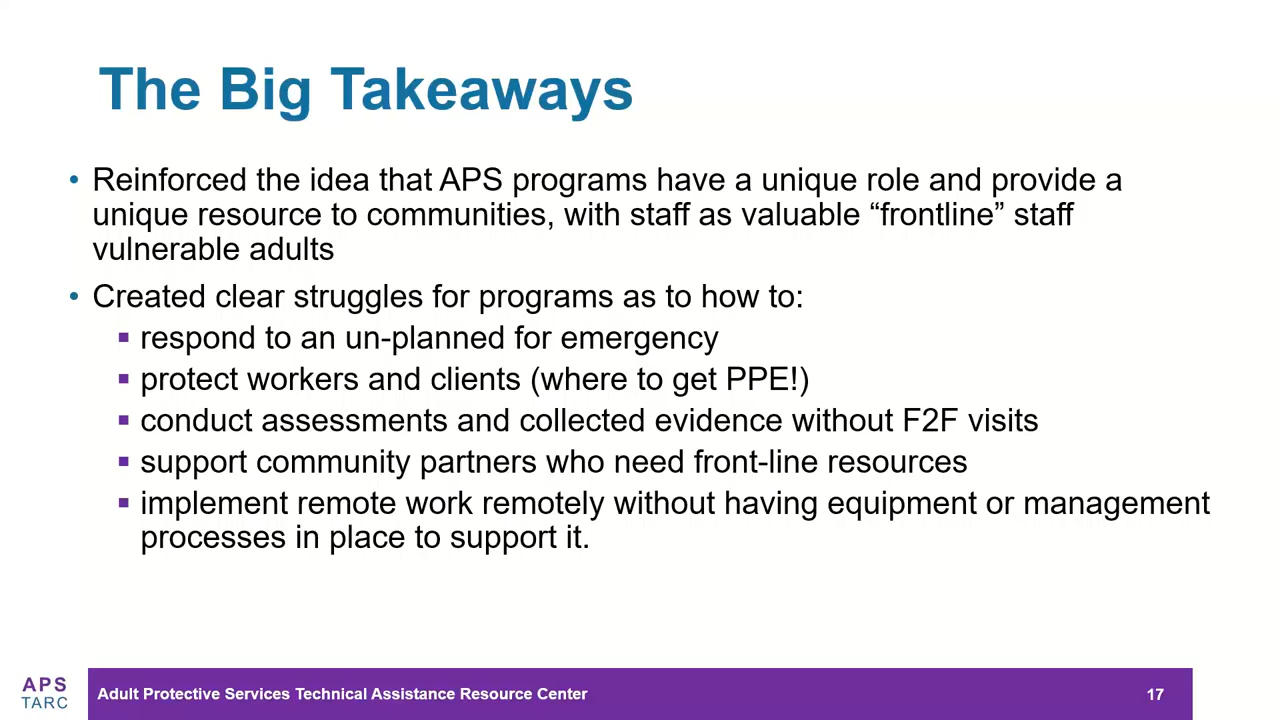 The Big Takeaways
• Reinforced the idea that APS programs have a unique role and provide a
unique resource to communities, with staff as valuable “frontline” staff
vulnerable adults
• Created clear struggles for programs as to how to:
▪ respond to an un-planned for emergency
▪ protect workers and clients (where to get PPE!)
▪ conduct assessments and collected evidence without F2F visits
▪ support community partners who need front-line resources
▪ implement remote work remotely without having equipment or management
processes in place to support it.
APS
TARC
Adult Protective Services Technical Assistance Resource Center
17